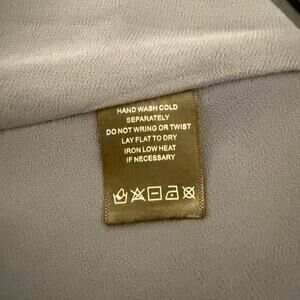 HAND WASH COLD
SEPARATELY
DO NOT WRING OR TWIST
LAY FLAT TO DRY
IRON LOW HEAT
IF NECESSARY